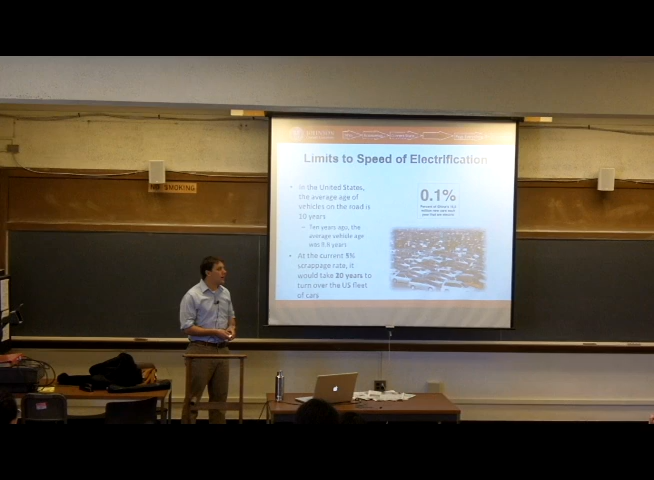 Limits to Speed of Electrification
• In the United States,
the average age of
vehicles on the road is
10 years
– Ten years ago, the
average vehicle age
was 9.8 years
• At the current 5%
scrappage rate, it
would take 20 years to
turn over the US fleet
of cars
0.1%
NO SMOKING